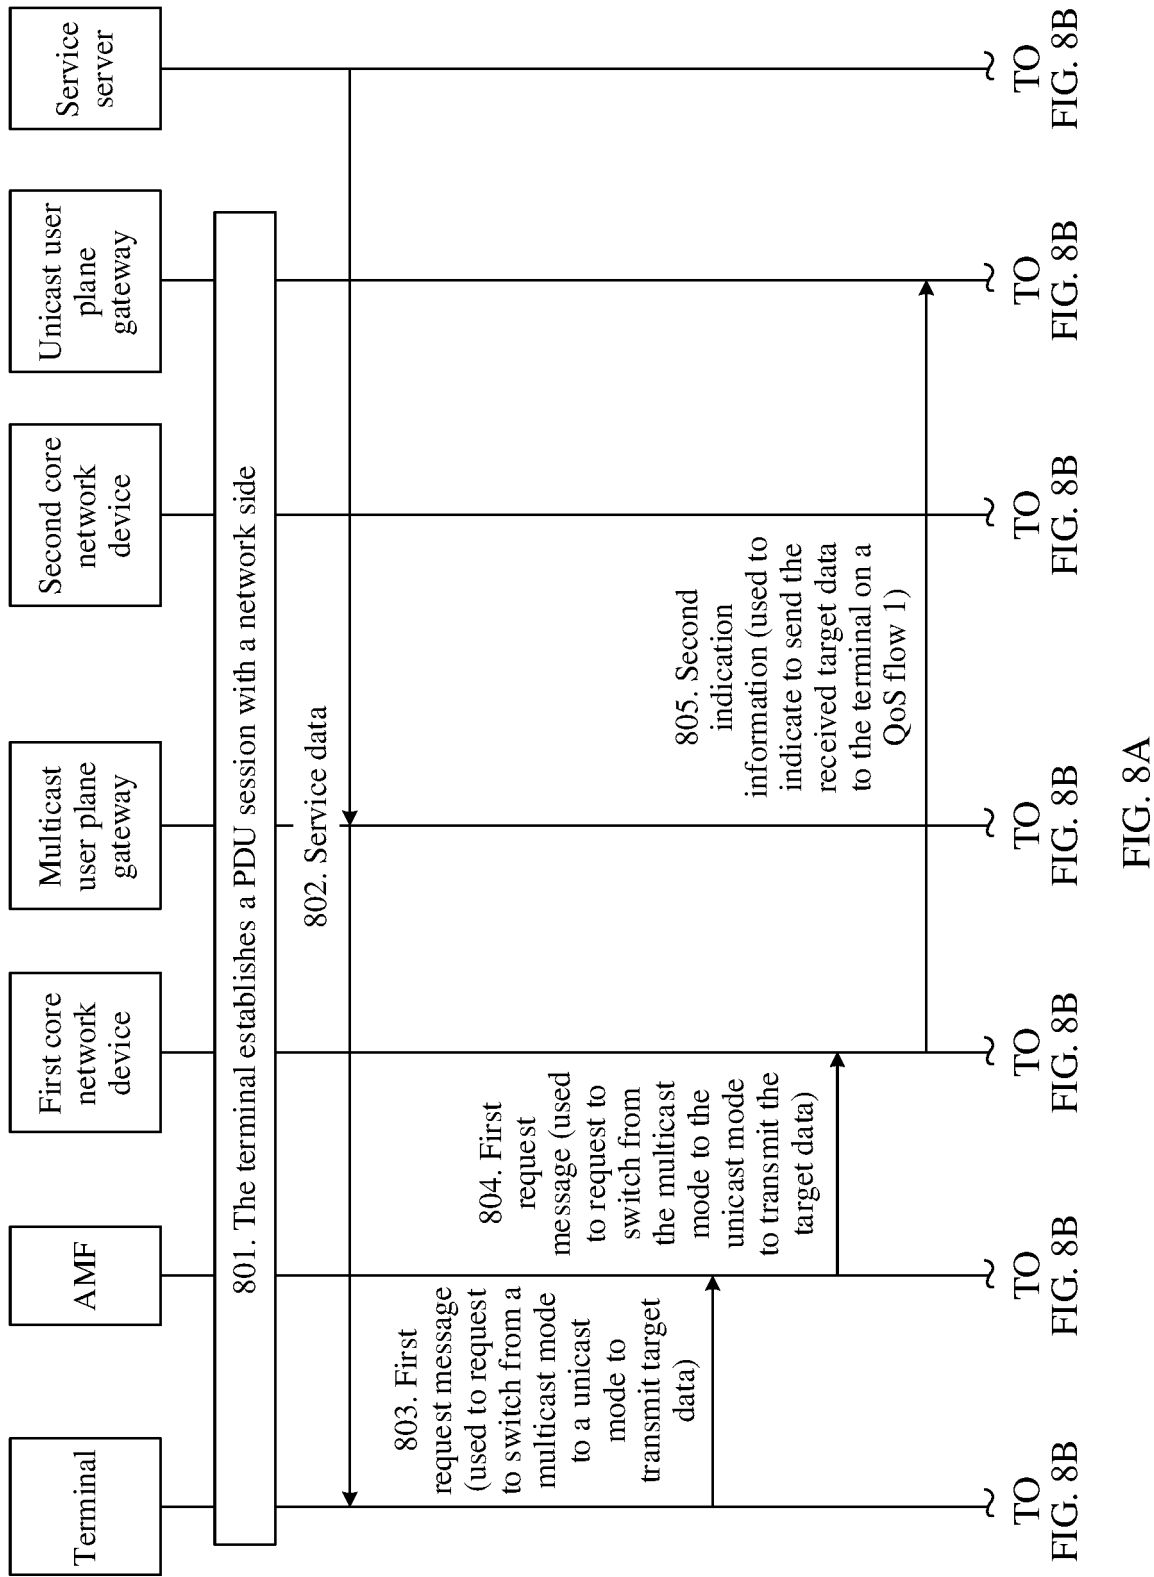 Terminal
AMF
First core
network
device
Multicast
user plane
gateway
Second core
network
device
Unicast user
plane
gateway
Service
server
801. The terminal establishes a PDU session with a network side
802. Service data
803. First
request message
(used to request
to switch from a
multicast mode
to a unicast
mode to
transmit target
data)
804. First
request
message (used
to request to
switch from
the multicast
mode to the
unicast mode
to transmit the
target data)
805. Second
indication
information (used to
indicate to send the
received target data
to the terminal on a
QoS flow 1)
TO
FIG. 8B
TO
FIG. 8B
TO
FIG. 8B
TO
FIG. 8B
TO
FIG. 8B
TO
FIG. 8B
TO
FIG. 8B
FIG. 8A